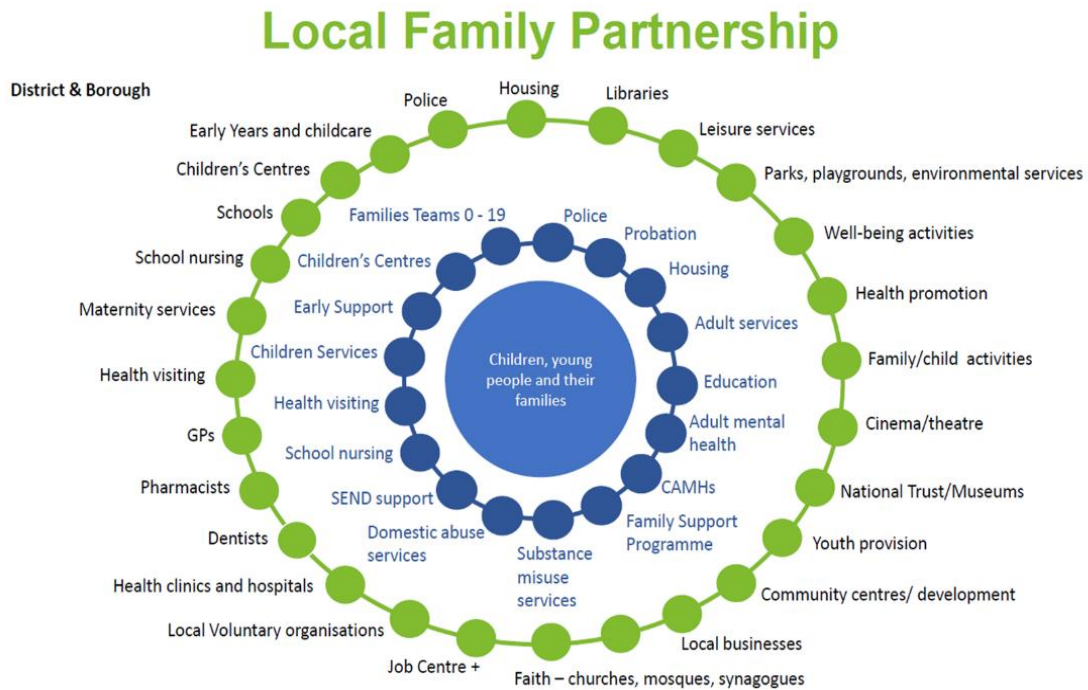 Local Family Partnership
District & Borough
Housing
Libraries
Leisure services
Parks, playgrounds, environmental services
Well-being activities
Health promotion
Family/child activities
Cinema/theatre
National Trust/Museums
Youth provision
Community centres/ development
Local businesses
Faith – churches, mosques, synagogues
Job Centre +
Local Voluntary organisations
Health clinics and hospitals
Dentists
Pharmacists
GPs
Health visiting
Maternity services
School nursing
Schools
Children's Centres
Early Years and childcare
Police
Police
Probation
Housing
Adult services
Education
Adult mental
health
CAMHs
Family Support
Programme
Substance
misuse
services
Domestic abuse
services
SEND support
School nursing
Health visiting
Children Services
Early Support
Children's Centres
Families Teams 0 - 19
Children, young
people and their
families